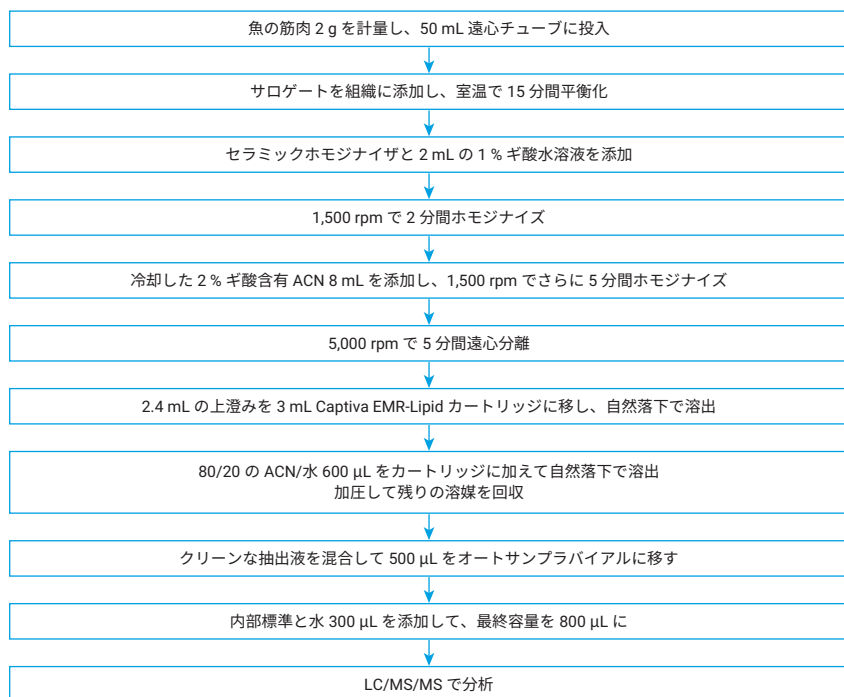 魚の筋肉 2 g を計量し、50 mL 遠心チューブに投入
サロゲートを組織に添加し、室温で 15 分間平衡化
セラミックホモジナイザと 2 mL の 1 % ギ酸水溶液を添加
1,500 rpm で 2 分間ホモジナイズ
冷却した 2 % ギ酸含有 ACN 8 mL を添加し、1,500 rpm でさらに 5 分間ホモジナイズ
5,000 rpm で 5 分間遠心分離
2.4 mL の上澄みを 3 mL Captiva EMR-Lipid カートリッジに移し、自然落下で溶出
80/20 の ACN/水 600 µL をカートリッジに加えて自然落下で溶出
加圧して残りの溶媒を回収
クリーンな抽出液を混合して 500 µL をオートサンプラバイアルに移す
内部標準と水 300 µL を添加して、最終容量を 800 µL に
LC/MS/MS で分析